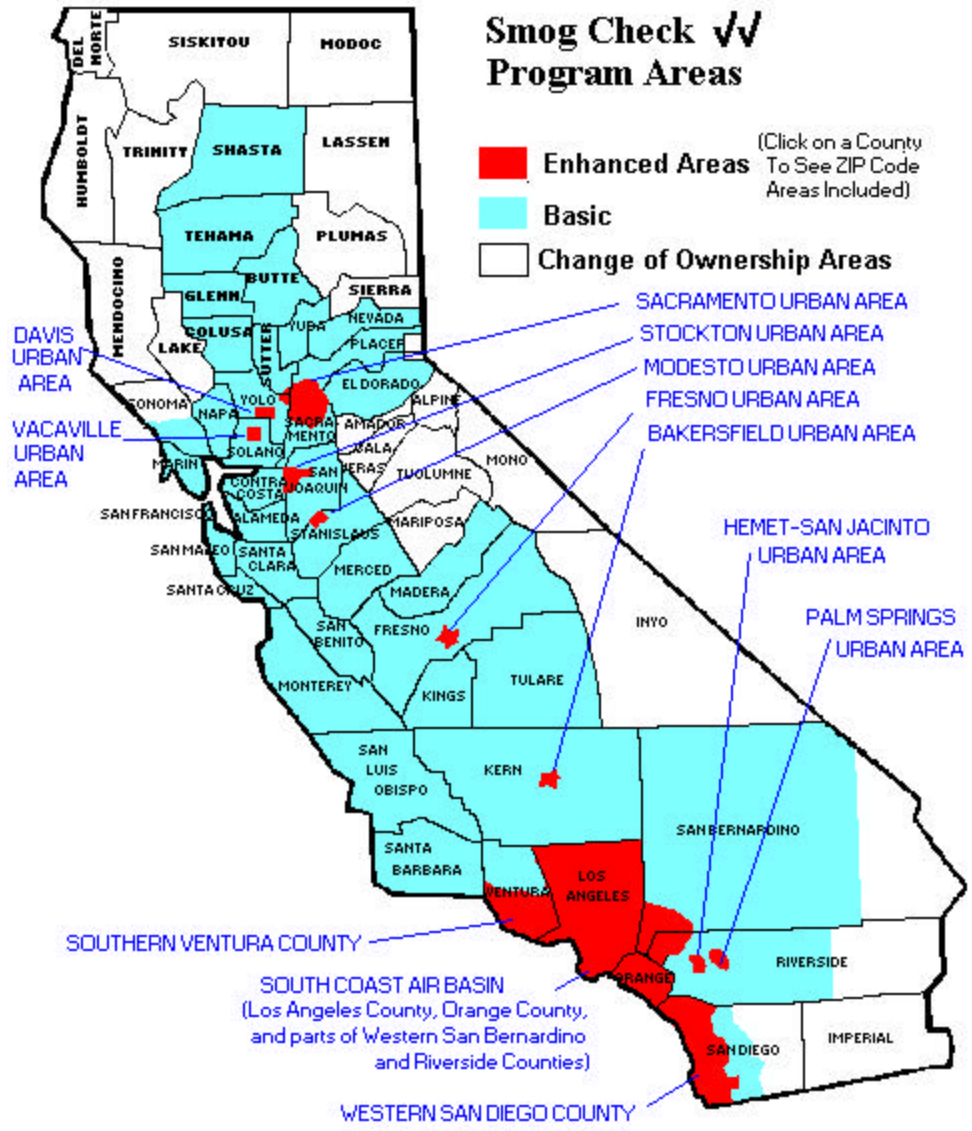 Smog Check √√
Program Areas
Enhanced Areas
(Click on a County
To See ZIP Code
Areas Included)
Basic
Change of Ownership Areas
DEL
NORTE
SISKITOU
MODOC
HUMBOLDT
TRINITT
SHASTA
LASSEN
TEHAMA
PLUMAS
MENDOCINO
GLENN
BUTTE
SIERRA
COLUSA
SUTTER
YUBA
NEVADA
PLACER
LAKE
SACRAMENTO URBAN AREA
STOCKTON URBAN AREA
MODESTO URBAN AREA
FRESNO URBAN AREA
BAKERSFIELD URBAN AREA
DAVIS
URBAN
AREA
VACAVILLE
URBAN
AREA
SONOMA
NAPA
YOLO
EL DORADO
ALPINE
SACRA
MENTO
AMADOR
SOLANO
CALA
VERAS
MONO
MARIN
CONTRA
COSTA
SAN
JOAQUIN
TUOLUMNE
SAN FRANCISCO
ALAMEDA
STANISLAUS
MARIPOSA
SAN MATEO
SANTA
CLARA
MERCED
SANTA CRUZ
MADERA
HEMET-SAN JACINTO
URBAN AREA
PALM SPRINGS
URBAN AREA
SAN
BENITO
FRESNO
INYO
MONTEREY
KINGS
TULARE
SAN
LUIS
OBISPO
KERN
SAN BERNARDINO
SANTA
BARBARA
VENTURA
LOS
ANGELES
SOUTHERN VENTURA COUNTY
ORANGE
RIVERSIDE
SOUTH COAST AIR BASIN
(Los Angeles County, Orange County,
and parts of Western San Bernardino
and Riverside Counties)
SAN DIEGO
IMPERIAL
WESTERN SAN DIEGO COUNTY